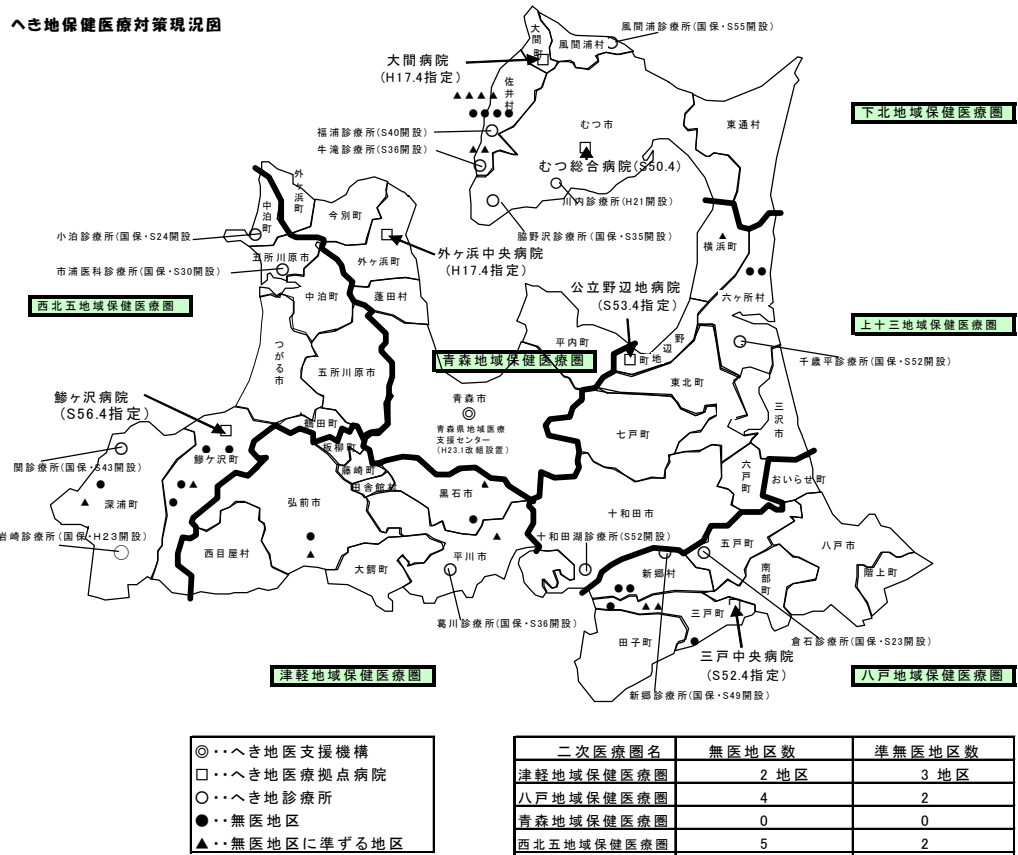 へき地保健医療対策現況図
風間浦診療所(国保・S55開設)
大間町
風間浦村
大間病院
(H17.4指定)
佐井村
下北地域保健医療圏
東通村
むつ市
福浦診療所(S40開設)
牛滝診療所(S36開設)
むつ総合病院(S50.4)
川内診療所(H21開設)
外ヶ浜町
中泊町
今別町
脇野沢診療所(国保・S35開設)
小泊診療所(国保・S24開設
五所川原市
外ヶ浜中央病院
(H17.4指定)
横浜町
市浦医科診療所(国保・S30開設)
外ヶ浜町
公立野辺地病院
(S53.4指定)
六ヶ所村
西北五地域保健医療圏
中泊町
蓬田村
上十三地域保健医療圏
平内町
野辺地町
千歳平診療所(国保・S52開設)
つがる市
青森地域保健医療圏
五所川原市
東北町
鰺ヶ沢病院
(S56.4指定)
青森市
三沢市
青森県地域医療
支援センター
(H23.1改組設置)
鶴田町
七戸町
板柳町
関診療所(国保・S43開設)
鰺ケ沢町
藤崎町
六戸町
おいらせ町
田舎館村
深浦町
弘前市
黒石市
十和田市
岩崎診療所(国保・H23開設)
西目屋村
平川市
十和田湖診療所(S52開設)
五戸町
八戸市
大鰐町
新郷村
南部町
階上町
三戸町
葛川診療所(国保・S36開設)
田子町
倉石診療所(国保・S23開設)
三戸中央病院
(S52.4指定)
津軽地域保健医療圏
八戸地域保健医療圏
新郷診療所(国保・S49開設)
◎・・へき地医支援機構
□・・へき地医療拠点病院
○・・へき地診療所
●・・無医地区
▲・・無医地区に準ずる地区
二次医療圏名 無医地区数 準無医地区数
津軽地域保健医療圏 2 地区 3 地区
八戸地域保健医療圏 4 2
青森地域保健医療圏 0 0
西北五地域保健医療圏 5 2